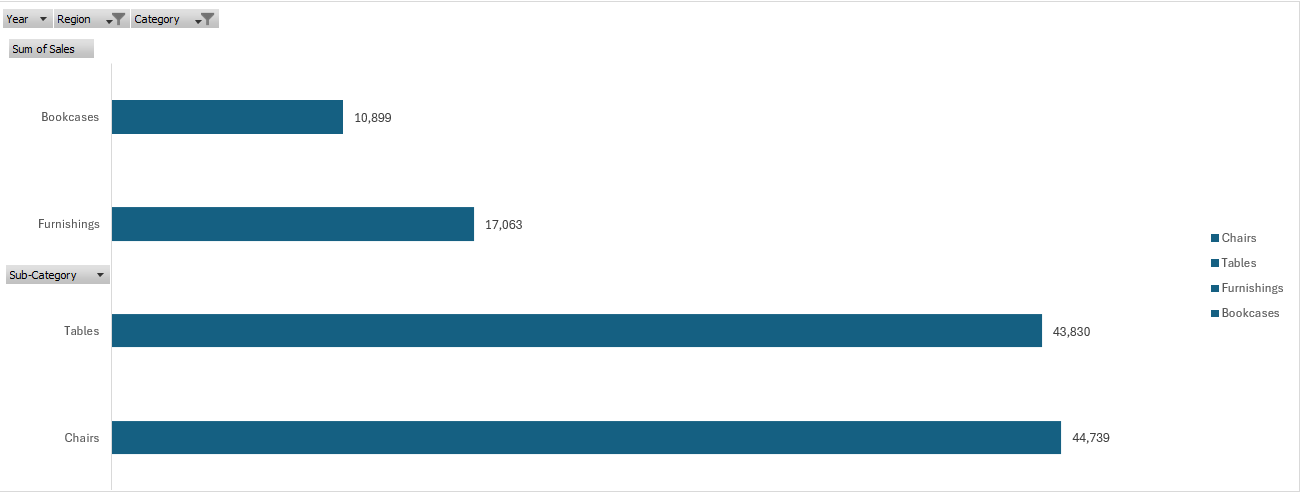 Year Region Category
Sum of Sales
Bookcases 10,899
Furnishings 17,063
Sub-Category
Tables 43,830
Chairs 44,739
Chairs
Tables
Furnishings
Bookcases